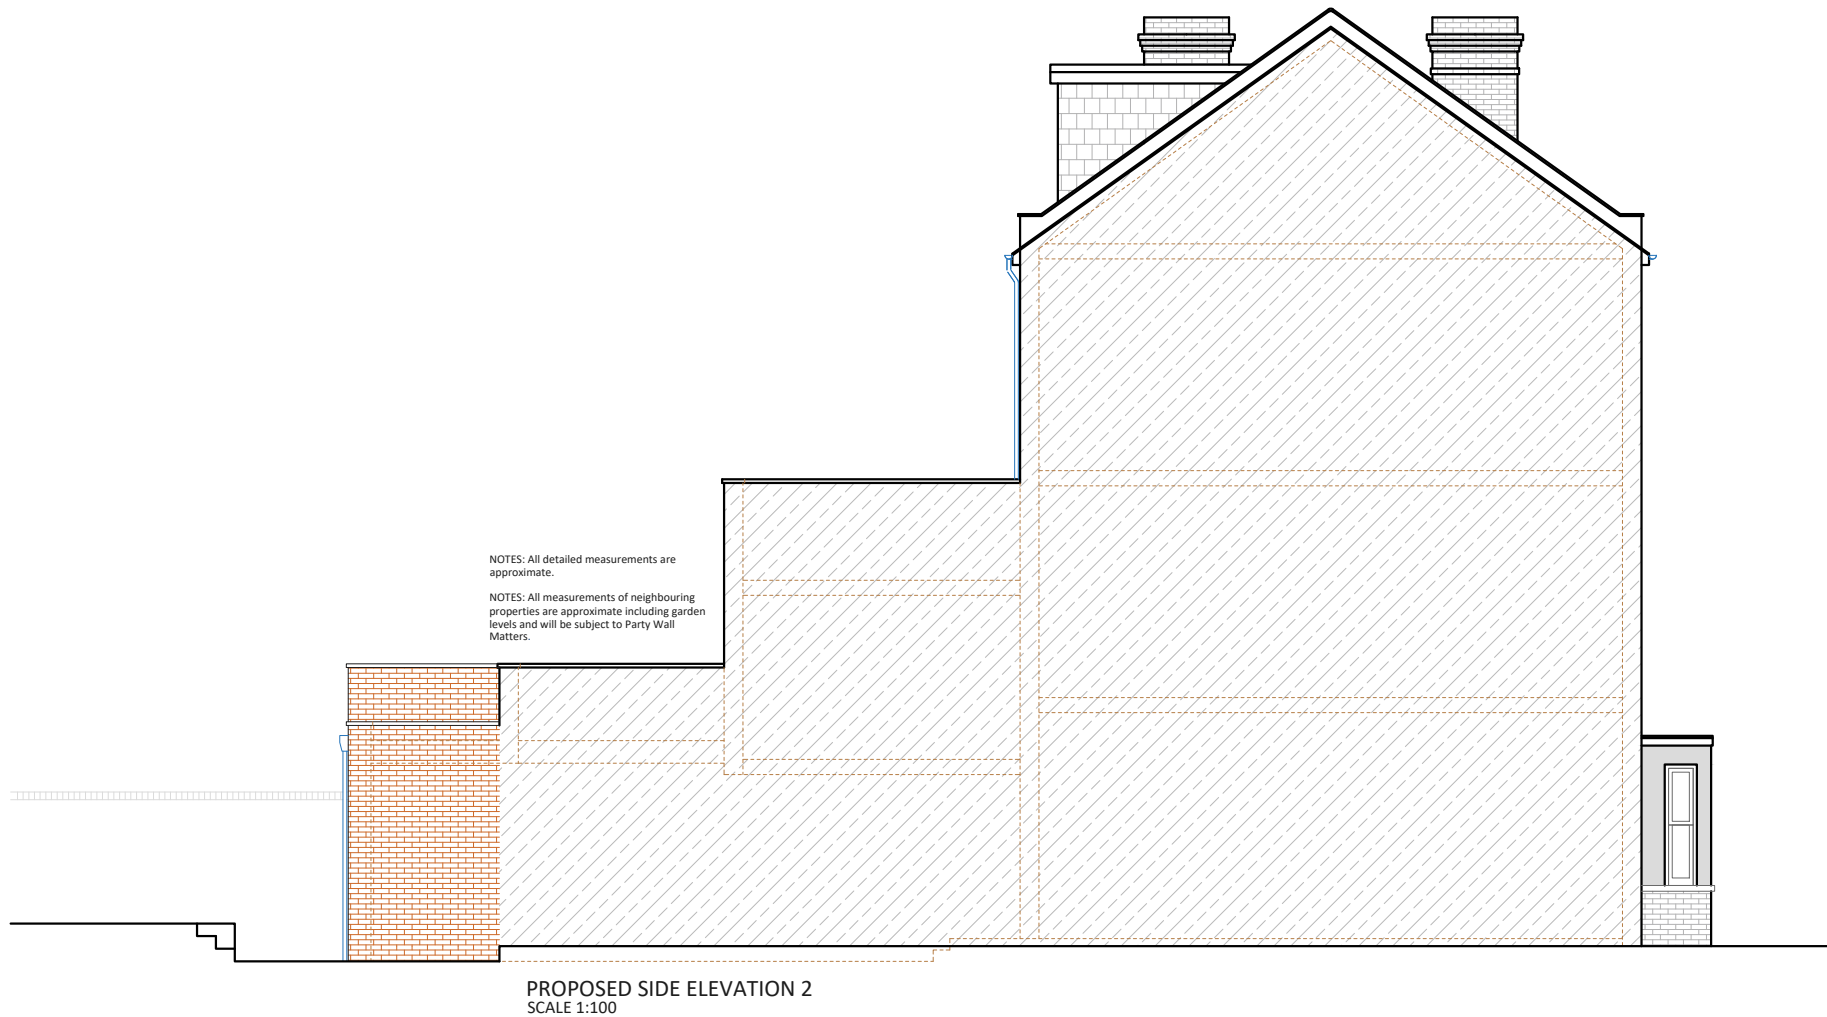 NOTES: All detailed measurements are
approximate.
NOTES: All measurements of neighbouring
properties are approximate including garden
levels and will be subject to Party Wall
Matters.
PROPOSED SIDE ELEVATION 2
SCALE 1:100